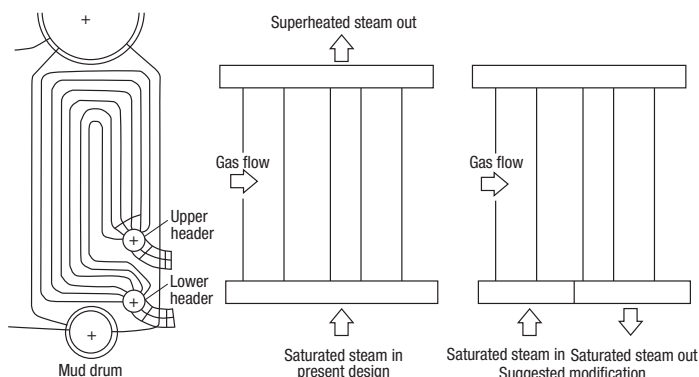 Superheated steam out
Gas flow
Gas flow
Upper
header
Lower
header
Mud drum
Saturated steam in
present design
Saturated steam in Saturated steam out
Suggested modification